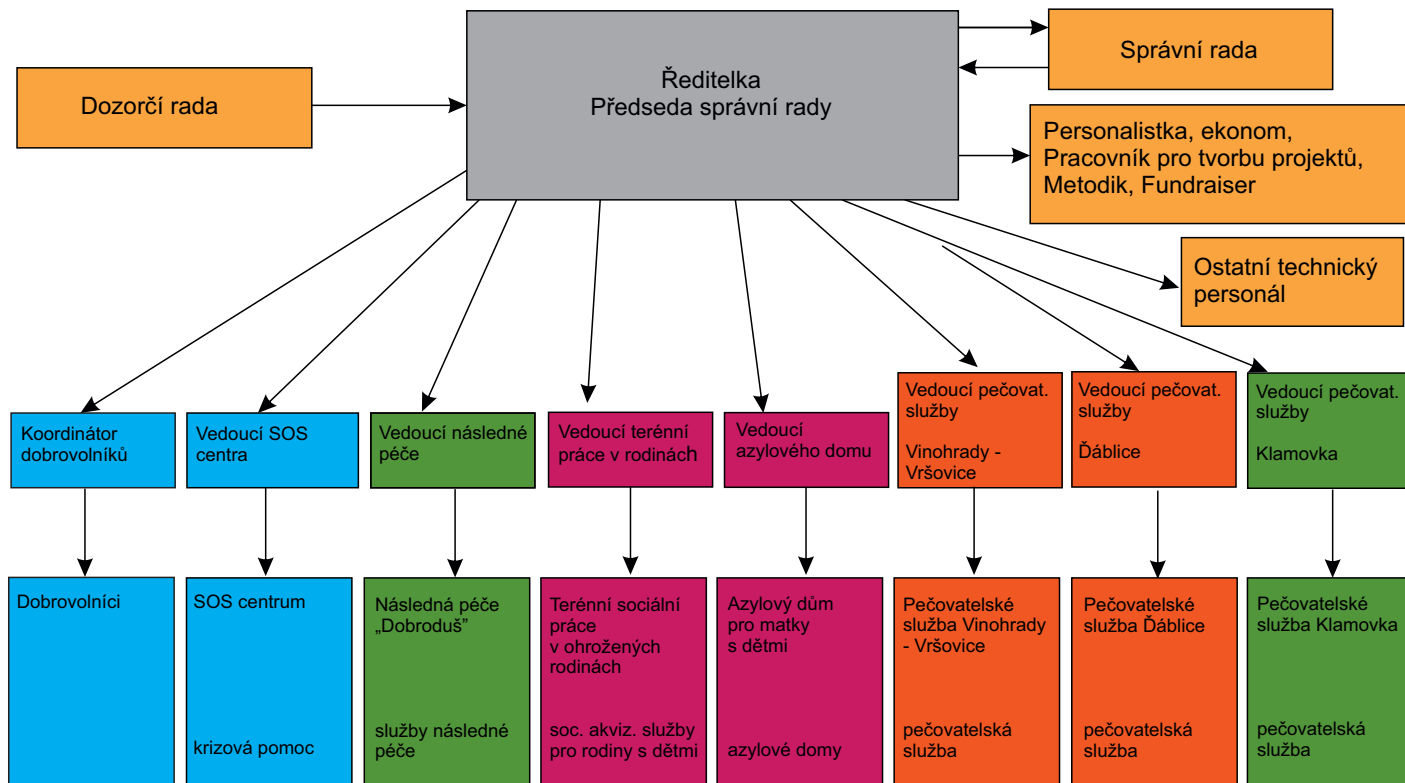 Ředitelka
Předseda správní rady
Správní rada
Dozorčí rada
Personalistka, ekonom,
Pracovník pro tvorbu projektů,
Metodik, Fundraiser
Ostatní technický
personál
Koordinátor
dobrovolníků
Vedoucí SOS
centra
Vedoucí následné
péče
Vedoucí terénní
práce v rodinách
Vedoucí
azylového domu
Vedoucí pečovat.
služby
Vinohrady -
Vršovice
Vedoucí pečovat.
služby
Ďáblice
Vedoucí pečovat.
služby
Klamovka
Dobrovolníci
SOS centrum
krizová pomoc
Následná péče
„Dobroduš”
služby následné
péče
Terénní sociální
práce
v ohrožených
rodinách
soc. akviz. služby
pro rodiny s dětmi
Azylový dům
pro matky
s dětmi
azylové domy
Pečovatelské
služba Vinohrady
- Vršovice
pečovatelská
služba
Pečovatelské
služba Ďáblice
pečovatelská
služba
Pečovatelské
služba Klamovka
pečovatelská
služba